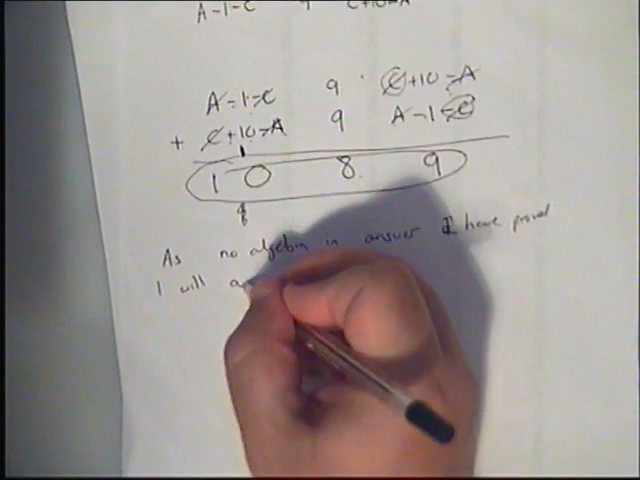 A-1-C 9 C+10-A
A-1-C 9 C+10-A
+ C+10-A 9 A-1-C
1 0 8 9
As no algebra in answer I have proved
I will